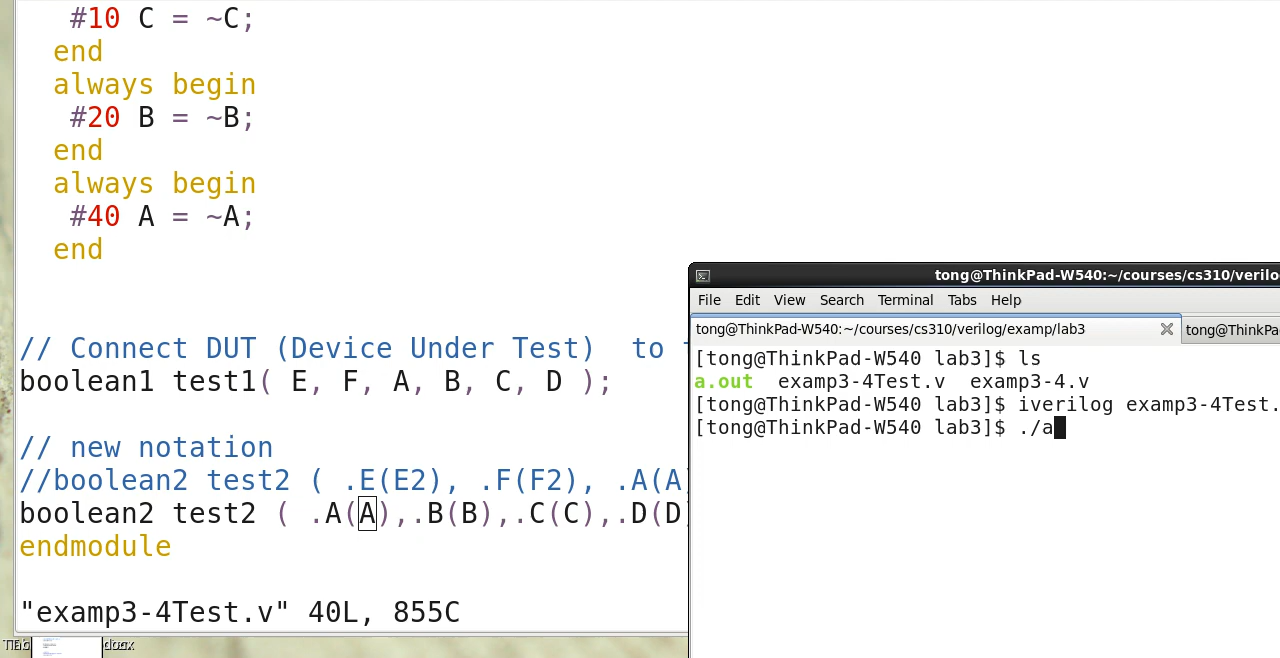 #10 C = ~C;
end
always begin
#20 B = ~B;
end
always begin
#40 A = ~A;
end
// Connect DUT (Device Under Test)  to
boolean1 test1( E, F, A, B, C, D );
// new notation
//boolean2 test2 ( .E(E2), .F(F2), .A(A)
boolean2 test2 ( .A(A),.B(B),.C(C),.D(D)
endmodule
"examp3-4Test.v" 40L, 855C
tong@ThinkPad-W540:~/courses/cs310/verilo
File Edit View Search Terminal Tabs Help
tong@ThinkPad-W540:~/courses/cs310/verilog/examp/lab3
tong@ThinkPa
[tong@ThinkPad-W540 lab3]$ ls
a.out  examp3-4Test.v  examp3-4.v
[tong@ThinkPad-W540 lab3]$ iverilog examp3-4Test.
[tong@ThinkPad-W540 lab3]$ ./a